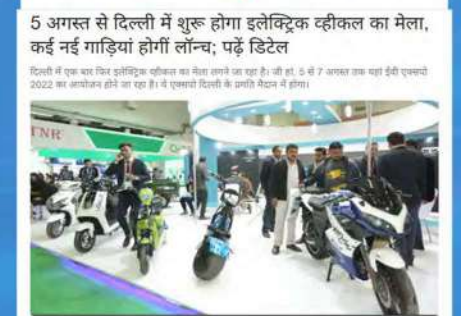 5 अगस्त से दिल्ली में शुरू होगा इलेक्ट्रिक व्हीकल का मेला,
कई नई गाड़ियां होगीं लॉन्च; पढ़ें डिटेल
दिल्ली में एक बार फिर इलेक्ट्रिक व्हीकल का मेला लगने जा रहा है। जी हां, 5 से 7 अगस्त तक यहां ईवी एक्सपो
2022 का आयोजन होने जा रहा है। ये एक्सपो दिल्ली के प्रगति मैदान में होगा।
TNR